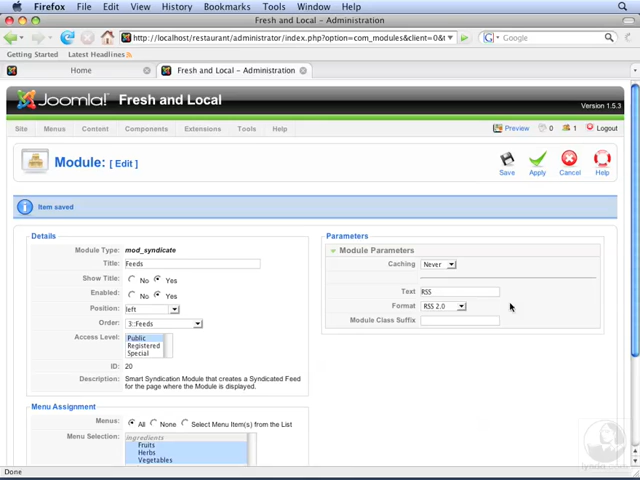 Firefox File Edit View History Bookmarks Tools Window Help
Fresh and Local - Administration
http://localhost/restaurant/administrator/index.php?option=com_modules&client=0&t
Google
Getting Started Latest Headlines
Home
Fresh and Local - Administration
Joomla! Fresh and Local
Version 1.5.3
Site Menus Content Components Extensions Tools Help
Preview 0 1 Logout
Module: [ Edit ]
Save Apply Cancel Help
Item saved
Details
Module Type: mod_syndicate
Title: Feeds
Show Title: No Yes
Enabled: No Yes
Position: left
Order: 3::Feeds
Access Level: Public
Registered
Special
ID: 20
Description: Smart Syndication Module that creates a Syndicated Feed
for the page where the Module is displayed.
Parameters
Module Parameters
Caching Never
Text RSS
Format RSS 2.0
Module Class Suffix
Menu Assignment
Menus: All None Select Menu Item(s) from the List
Menu Selection: ingredients
Fruits
Herbs
Vegetables
lynda.com
Done